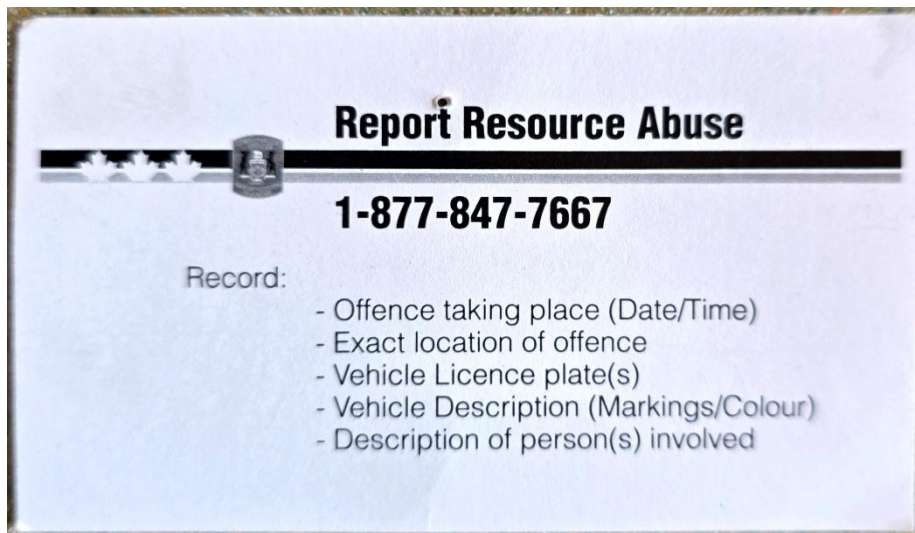 Report Resource Abuse
1-877-847-7667
Record:
- Offence taking place (Date/Time)
- Exact location of offence
- Vehicle Licence plate(s)
- Vehicle Description (Markings/Colour)
- Description of person(s) involved